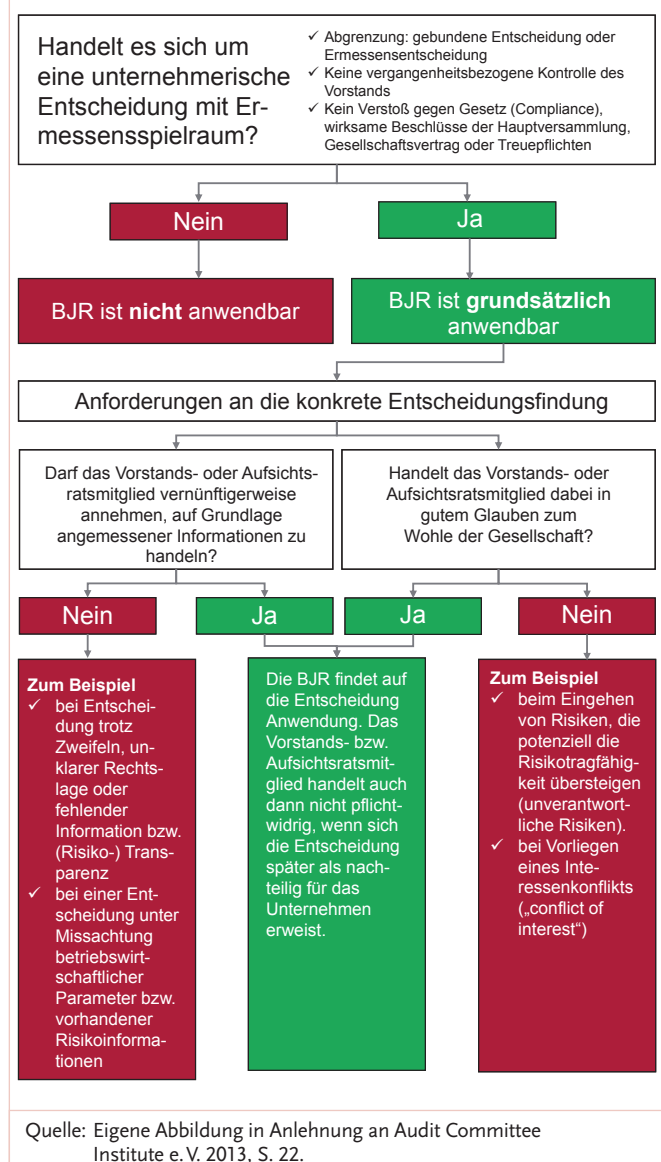 Handelt es sich um
eine unternehmerische
Entscheidung mit Er-
messensspielraum?
✓ Abgrenzung: gebundene Entscheidung oder
Ermessensentscheidung
✓ Keine vergangenheitsbezogene Kontrolle des
Vorstands
✓ Kein Verstoß gegen Gesetz (Compliance),
wirksame Beschlüsse der Hauptversammlung,
Gesellschaftsvertrag oder Treuepflichten
Nein
Ja
BJR ist nicht anwendbar
BJR ist grundsätzlich
anwendbar
Anforderungen an die konkrete Entscheidungsfindung
Darf das Vorstands- oder Aufsichts-
ratsmitglied vernünftigerweise
annehmen, auf Grundlage
angemessener Informationen zu
handeln?
Handelt das Vorstands- oder
Aufsichtsratsmitglied dabei in
gutem Glauben zum
Wohle der Gesellschaft?
Nein
Ja
Ja
Nein
Zum Beispiel
✓ bei Entschei-
dung trotz
Zweifeln, un-
klarer Rechts-
lage oder
fehlender
Information bzw.
(Risiko-) Trans-
parenz
✓ bei einer Ent-
scheidung unter
Missachtung
betriebswirt-
schaftlicher
Parameter bzw.
vorhandener
Risikoinforma-
tionen
Die BJR findet auf
die Entscheidung
Anwendung. Das
Vorstands- bzw.
Aufsichtsratsmit-
glied handelt auch
dann nicht pflicht-
widrig, wenn sich
die Entscheidung
später als nach-
teilig für das
Unternehmen
erweist.
Zum Beispiel
✓ beim Eingehen
von Risiken, die
potenziell die
Risikotragfähig-
keit übersteigen
(unverantwort-
liche Risiken).
✓ bei Vorliegen
eines Inte-
ressenkonflikts
(„conflict of
interest“)
Quelle: Eigene Abbildung in Anlehnung an Audit Committee
Institute e. V. 2013, S. 22.